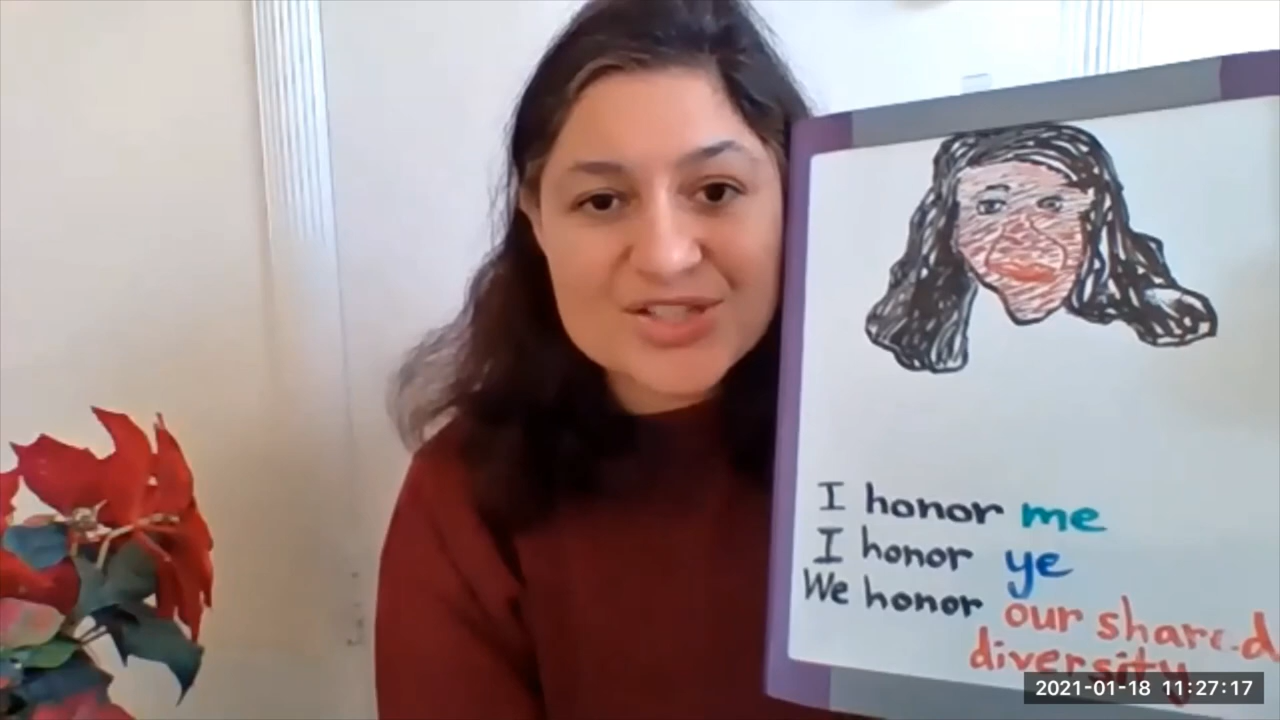 I honor me
I honor ye
We honor our shared
diversity
2021-01-18 11:27:17